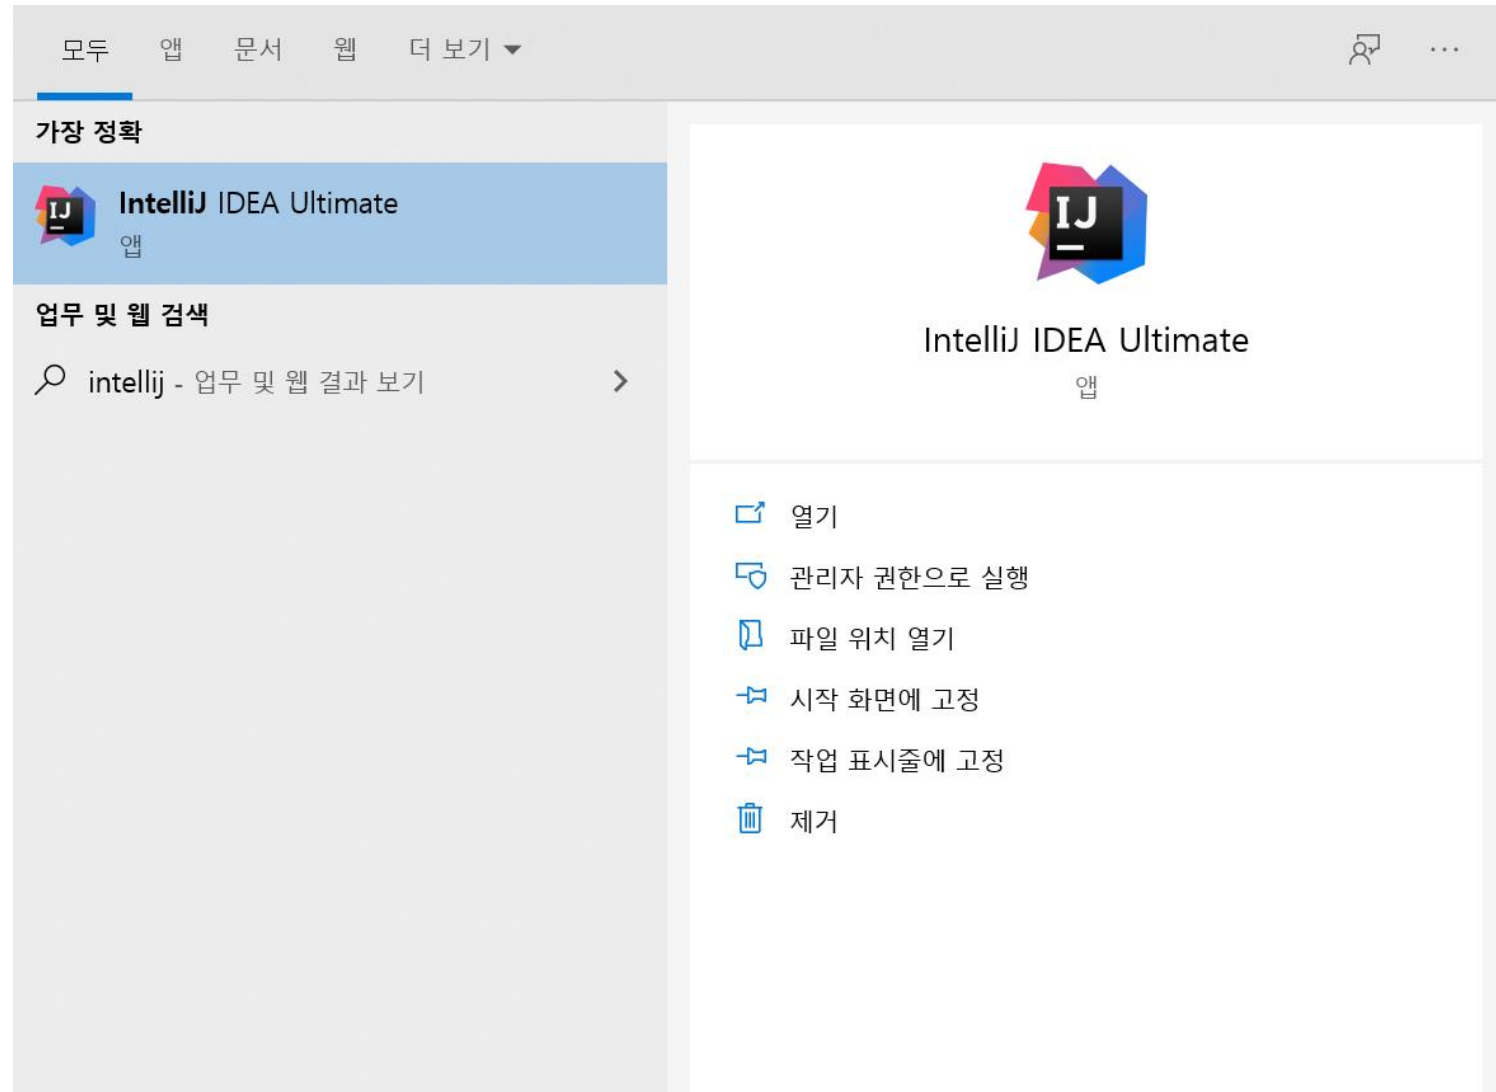 모두 앱 문서 웹 더 보기
가장 정확
IJ
IntelliJ IDEA Ultimate
앱
업무 및 웹 검색
intellij - 업무 및 웹 결과 보기
IJ
IntelliJ IDEA Ultimate
앱
열기
관리자 권한으로 실행
파일 위치 열기
시작 화면에 고정
작업 표시줄에 고정
제거